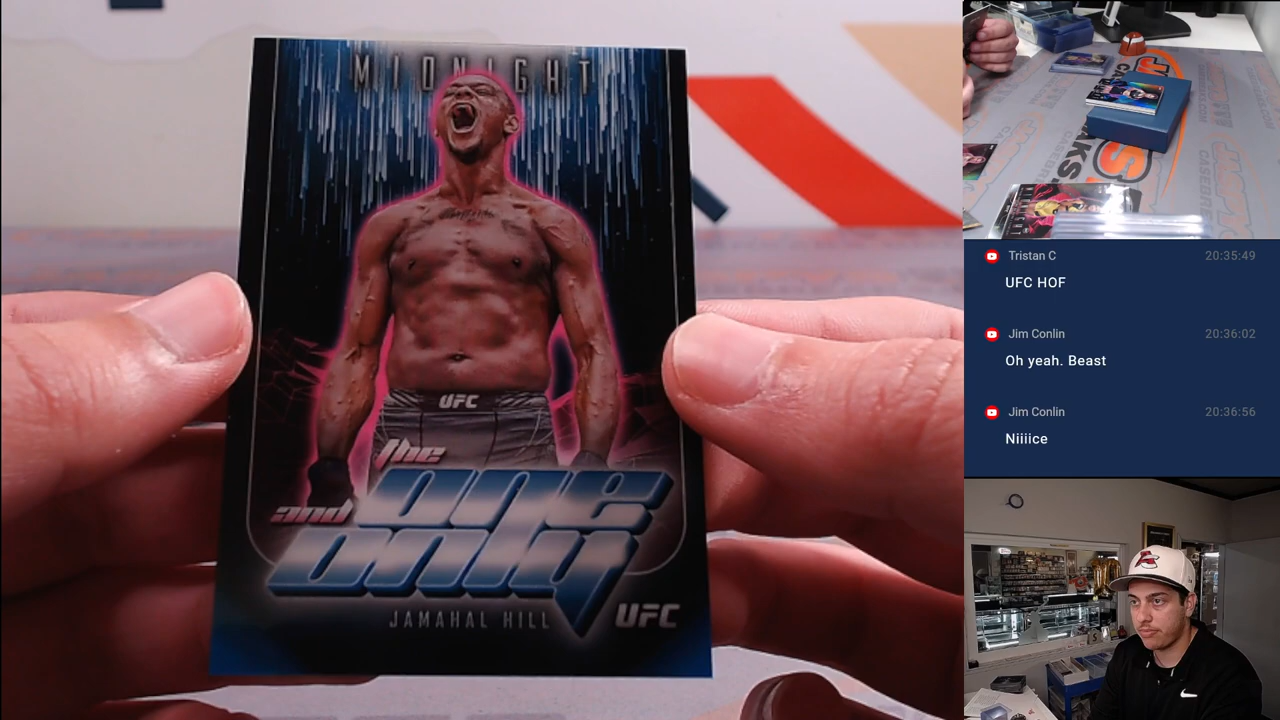 MIDNIGHT
UFC
the
one
and
only
JAMAHAL HILL
UFC
Tristan C
20:35:49
UFC HOF
Jim Conlin
20:36:02
Oh yeah. Beast
Jim Conlin
20:36:56
Niiiice